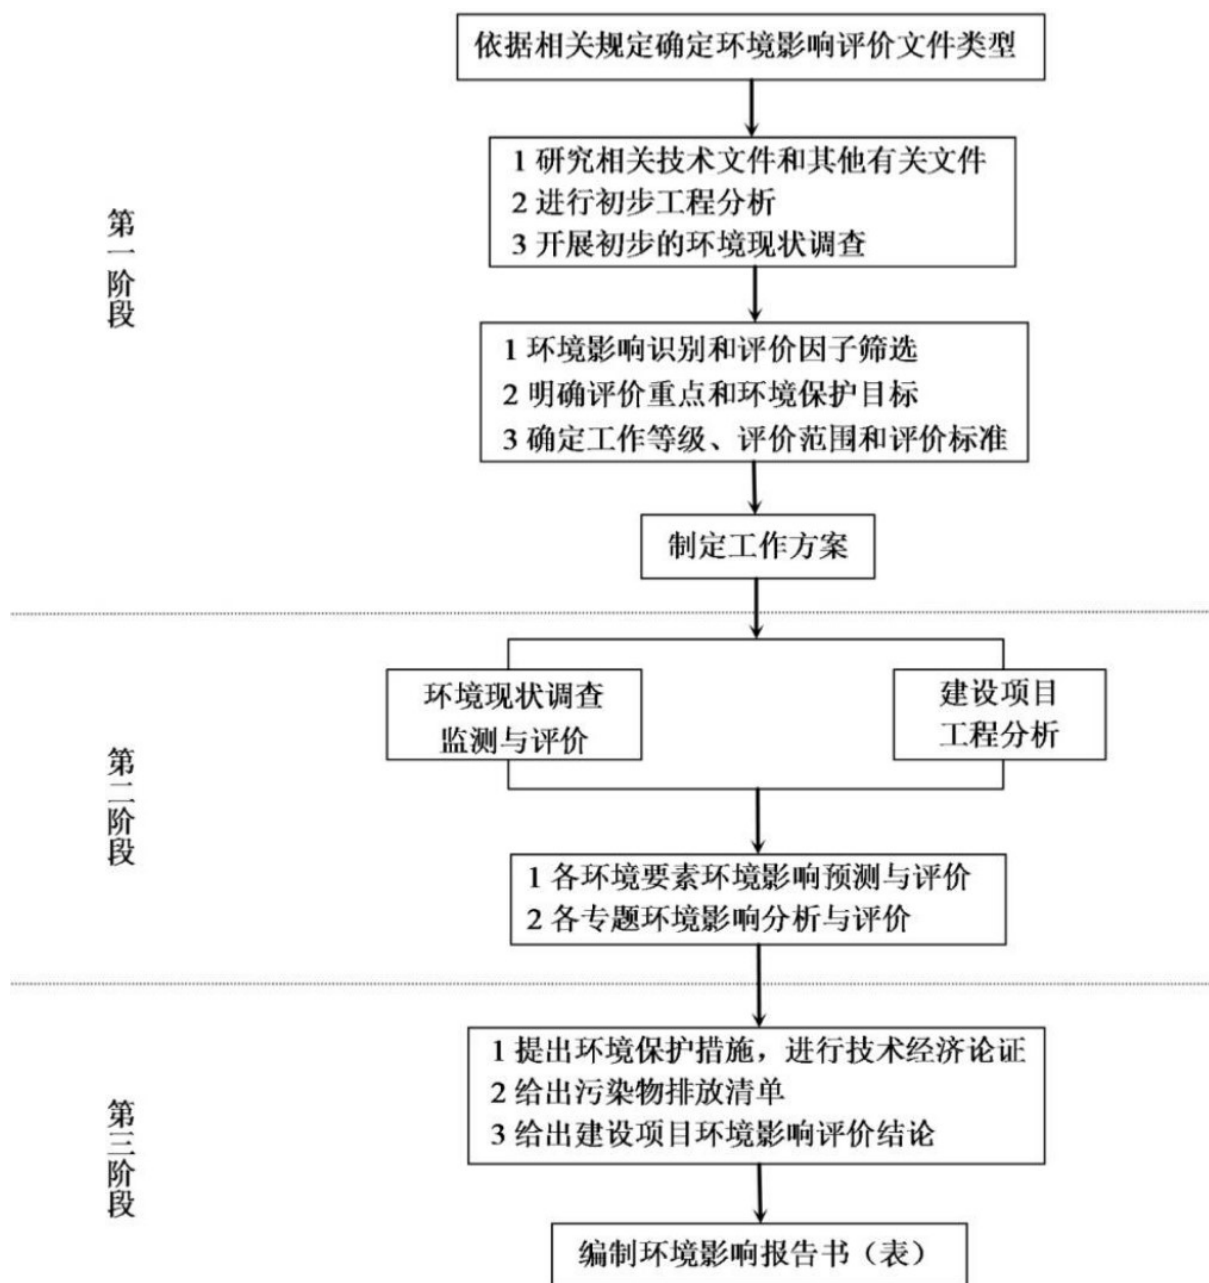 依据相关规定确定环境影响评价文件类型
1 研究相关技术文件和其他有关文件
2 进行初步工程分析
3 开展初步的环境现状调查
第一阶段
1 环境影响识别和评价因子筛选
2 明确评价重点和环境保护目标
3 确定工作等级、评价范围和评价标准
制定工作方案
环境现状调查
监测与评价
建设项目
工程分析
第二阶段
1 各环境要素环境影响预测与评价
2 各专题环境影响分析与评价
1 提出环境保护措施，进行技术经济论证
2 给出污染物排放清单
3 给出建设项目环境影响评价结论
第三阶段
编制环境影响报告书（表）